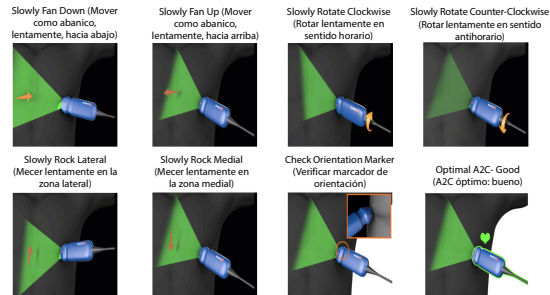 Slowly Fan Down (Mover
como abanico,
lentamente, hacia abajo)
Slowly Fan Up (Mover
como abanico,
lentamente, hacia arriba)
Slowly Rotate Clockwise
(Rotar lentamente en
sentido horario)
Slowly Rotate Counter-Clockwise
(Rotar lentamente en sentido
antihorario)
Slowly Rock Lateral
(Mecer lentamente en la
zona lateral)
Slowly Rock Medial
(Mecer lentamente en
la zona medial)
Check Orientation Marker
(Verificar marcador de
orientación)
Optimal A2C- Good
(A2C óptimo: bueno)